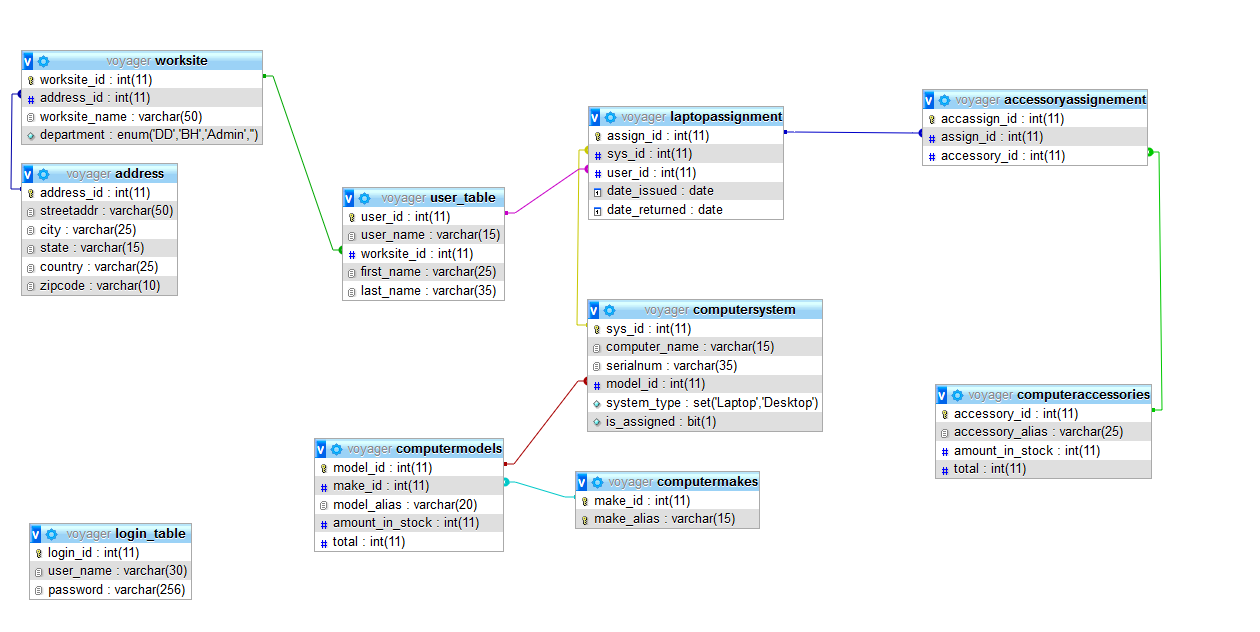 voyager worksite
worksite_id : int(11)
address_id : int(11)
worksite_name : varchar(50)
department : enum('DD','BH','Admin','')
voyager address
address_id : int(11)
streetaddr : varchar(50)
city : varchar(25)
state : varchar(15)
country : varchar(25)
zipcode : varchar(10)
voyager user_table
user_id : int(11)
user_name : varchar(15)
worksite_id : int(11)
first_name : varchar(25)
last_name : varchar(35)
voyager laptopassignment
assign_id : int(11)
sys_id : int(11)
user_id : int(11)
date_issued : date
date_returned : date
voyager accessoryassignement
accassign_id : int(11)
assign_id : int(11)
accessory_id : int(11)
voyager computersystem
sys_id : int(11)
computer_name : varchar(15)
serialnum : varchar(35)
model_id : int(11)
system_type : set('Laptop','Desktop')
is_assigned : bit(1)
voyager computeraccessories
accessory_id : int(11)
accessory_alias : varchar(25)
amount_in_stock : int(11)
total : int(11)
voyager computermodels
model_id : int(11)
make_id : int(11)
model_alias : varchar(20)
amount_in_stock : int(11)
total : int(11)
voyager computermakes
make_id : int(11)
make_alias : varchar(15)
voyager login_table
login_id : int(11)
user_name : varchar(30)
password : varchar(256)